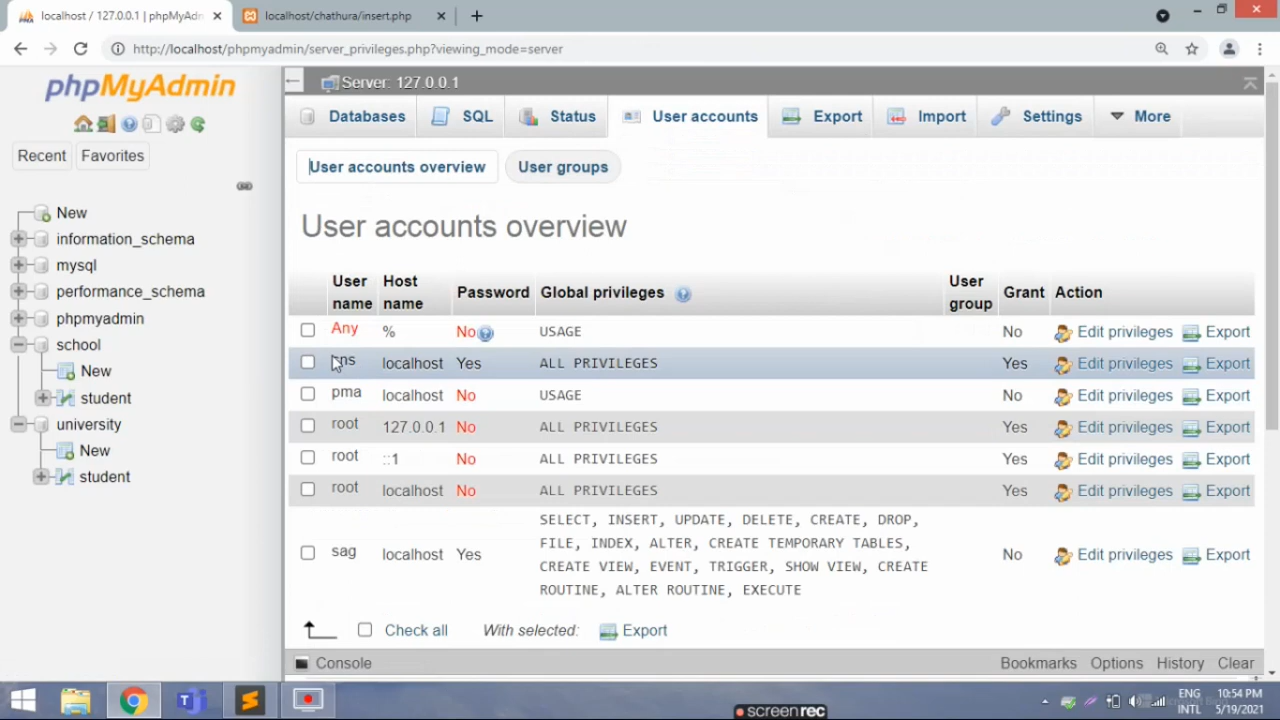 localhost / 127.0.0.1 | phpMyAdn
localhost/chathura/insert.php
http://localhost/phpmyadmin/server_privileges.php?viewing_mode=server
phpMyAdmin
Recent
Favorites
New
information_schema
mysql
performance_schema
phpmyadmin
school
New
student
university
New
student
Server: 127.0.0.1
Databases
SQL
Status
User accounts
Export
Import
Settings
More
User accounts overview
User groups
User accounts overview
User name Host name Password Global privileges User group Grant Action
Any % No USAGE No Edit privileges Export
localhost Yes ALL PRIVILEGES Yes Edit privileges Export
pma localhost No USAGE No Edit privileges Export
root 127.0.0.1 No ALL PRIVILEGES Yes Edit privileges Export
root ::1 No ALL PRIVILEGES Yes Edit privileges Export
root localhost No ALL PRIVILEGES Yes Edit privileges Export
SELECT, INSERT, UPDATE, DELETE, CREATE, DROP,
FILE, INDEX, ALTER, CREATE TEMPORARY TABLES,
sag localhost Yes No Edit privileges Export
CREATE VIEW, EVENT, TRIGGER, SHOW VIEW, CREATE
ROUTINE, ALTER ROUTINE, EXECUTE
Check all With selected: Export
Console
Bookmarks Options History Clear
ENG
INTL
10:54 PM
5/19/2021
screenrec